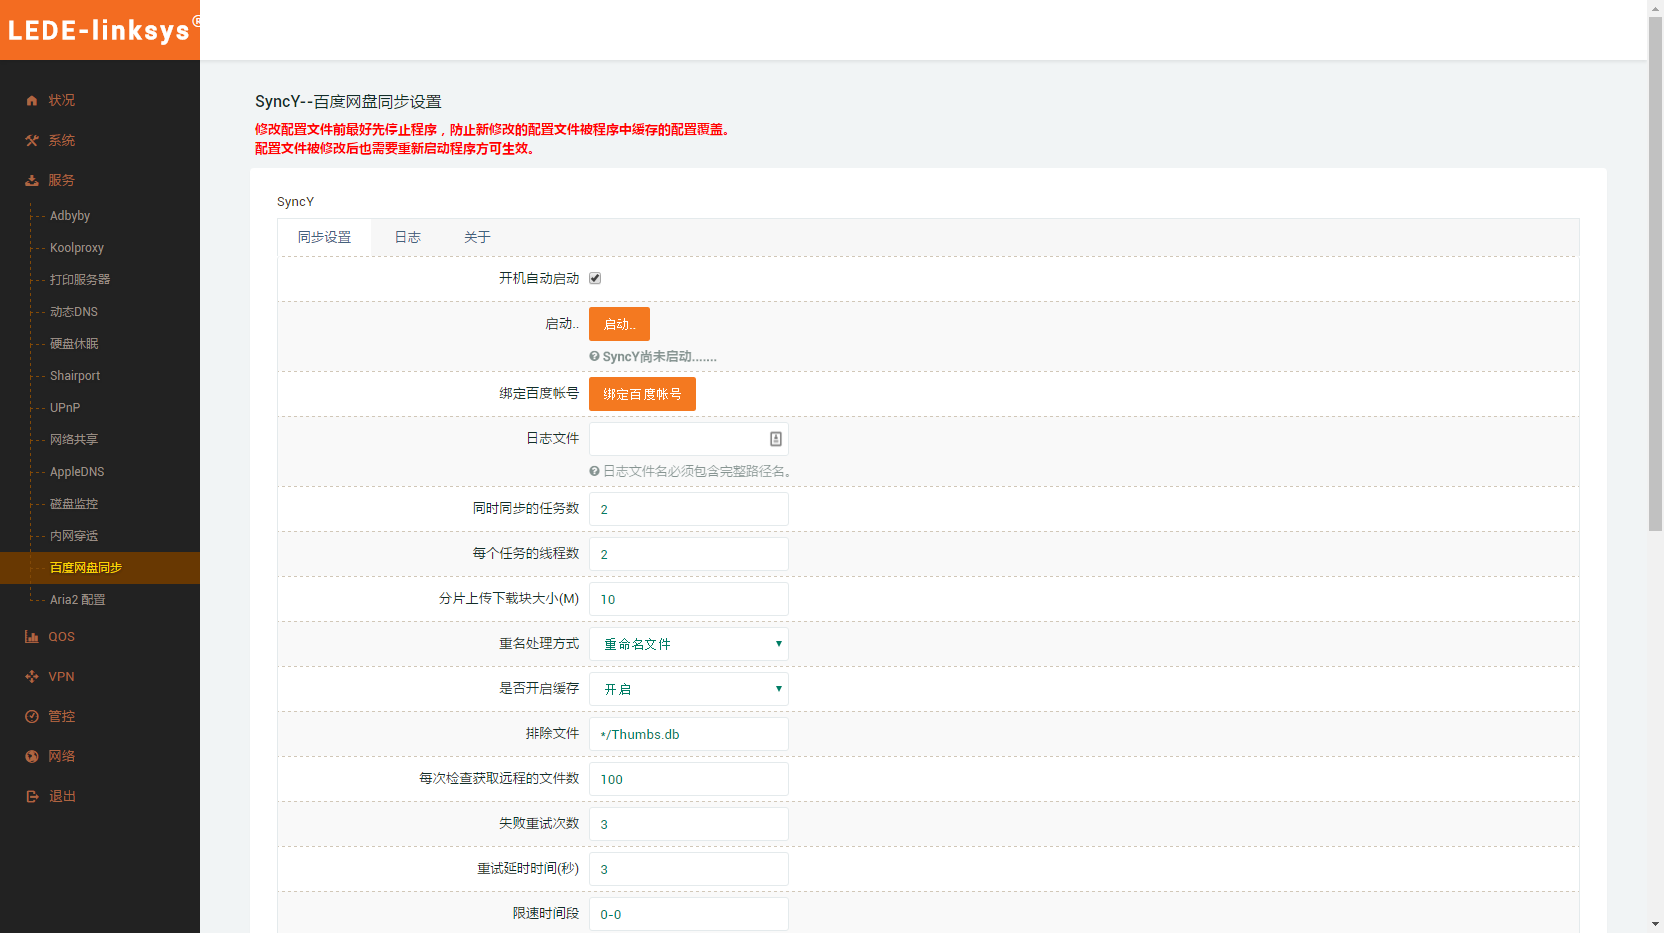 LEDE-linksys®
状况
系统
服务
Adbyby
Koolproxy
打印服务器
动态DNS
硬盘休眠
Shairport
UPnP
网络共享
AppleDNS
磁盘监控
内网穿透
百度网盘同步
Aria2 配置
QOS
VPN
管控
网络
退出
SyncY--百度网盘同步设置
修改配置文件前最好先停止程序，防止新修改的配置文件被程序中缓存的配置覆盖。
配置文件被修改后也需要重新启动程序方可生效。
SyncY
同步设置 日志 关于
开机自动启动
启动.. 启动..
SyncY尚未启动.......
绑定百度帐号 绑定百度帐号
日志文件
日志文件名必须包含完整路径名。
同时同步的任务数 2
每个任务的线程数 2
分片上传下载块大小(M) 10
重名处理方式 重命名文件
是否开启缓存 开启
排除文件 */Thumbs.db
每次检查获取远程的文件数 100
失败重试次数 3
重试延时时间(秒) 3
限速时间段 0-0